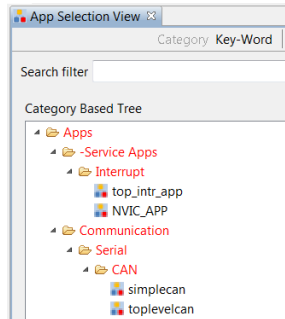 App Selection View
Category Key-Word
Search filter
Category Based Tree
Apps
-Service Apps
Interrupt
top_intr_app
NVIC_APP
Communication
Serial
CAN
simplecan
toplevelcan